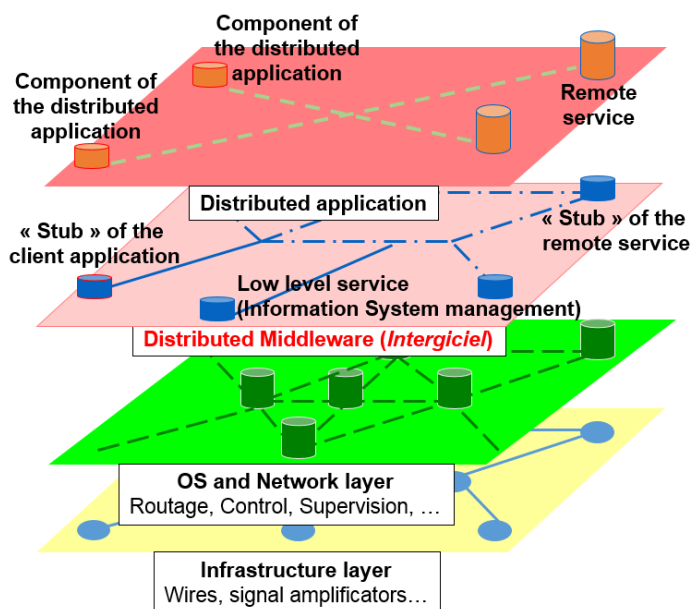 Component of
the distributed
application
Component of
the distributed
application
Remote
service
Distributed application
« Stub » of the
client application
« Stub » of the
remote service
Low level service
(Information System management)
Distributed Middleware (Intergiciel)
OS and Network layer
Routage, Control, Supervision, …
Infrastructure layer
Wires, signal amplificators…